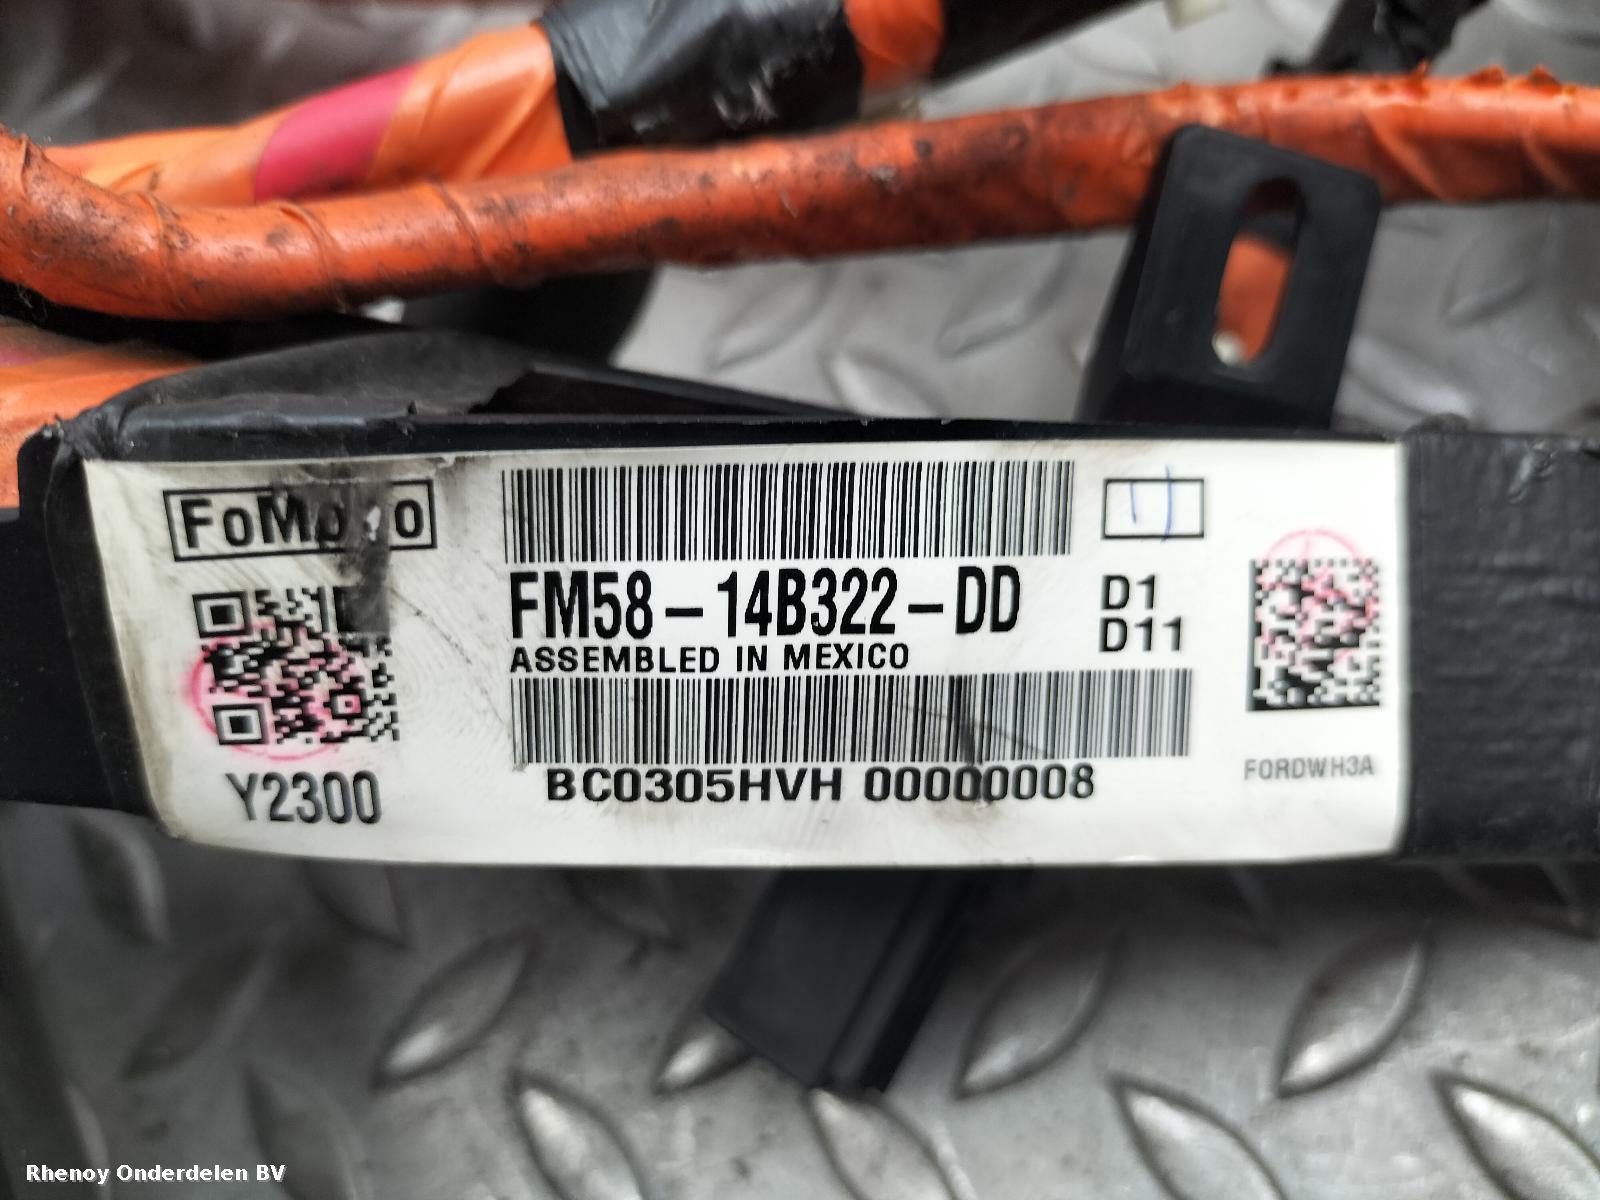 FoMoCo
FM58-14B322-DD
D1
D11
ASSEMBLED IN MEXICO
Y2300
BC0305HVH 00000008
FORDWH3A
Rhenoy Onderdelen BV